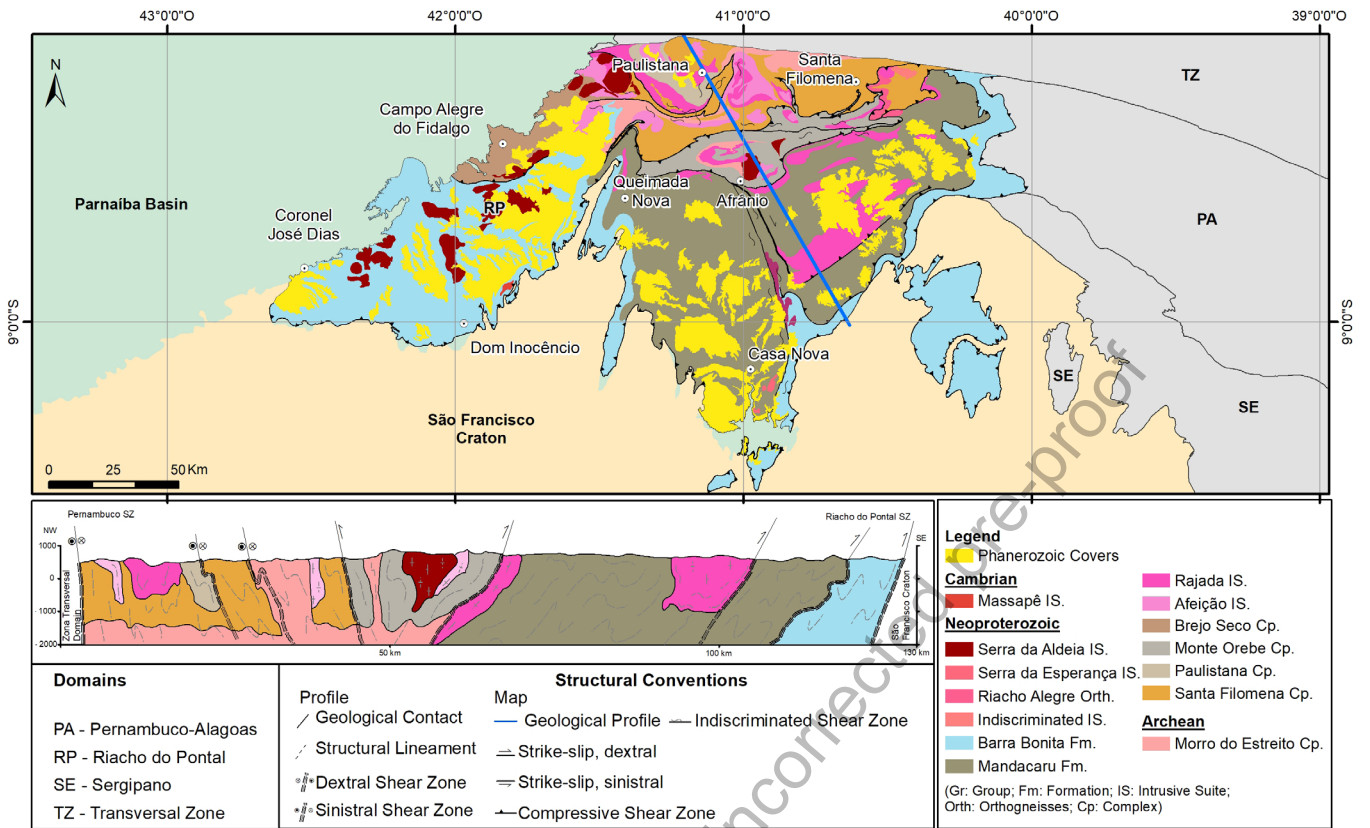 43°0'0"O
42°0'0"O
41°0'0"O
40°0'0"O
39°0'0"O
N
Paulistana
Santa
Filomena
TZ
Campo Alegre
do Fidalgo
Parnaíba Basin
RP
Queimada
Nova
Afrânio
PA
Coronel
José Dias
9°0'0"S
9°0'0"S
Dom Inocêncio
Casa Nova
SE
SE
São Francisco
Craton
0
25
50 Km
Pernambuco SZ
Riacho do Pontal SZ
NW
SE
1000
0
-1000
-2000
Zona Transversal
Domain
São
Francisco Craton
50 km
100 km
130 km
Legend
Phanerozoic Covers
Cambrian
Massapê IS.
Neoproterozoic
Serra da Aldeia IS.
Serra da Esperança IS.
Riacho Alegre Orth.
Indiscriminated IS.
Barra Bonita Fm.
Mandacaru Fm.
Rajada IS.
Afeição IS.
Brejo Seco Cp.
Monte Orebe Cp.
Paulistana Cp.
Santa Filomena Cp.
Archean
Morro do Estreito Cp.
(Gr: Group; Fm: Formation; IS: Intrusive Suite;
Orth: Orthogneisses; Cp: Complex)
Domains
PA - Pernambuco-Alagoas
RP - Riacho do Pontal
SE - Sergipano
TZ - Transversal Zone
Structural Conventions
Profile
Geological Contact
Structural Lineament
Dextral Shear Zone
Sinistral Shear Zone
Map
Geological Profile
Indiscriminated Shear Zone
Strike-slip, dextral
Strike-slip, sinistral
Compressive Shear Zone
incorrected pre-proof